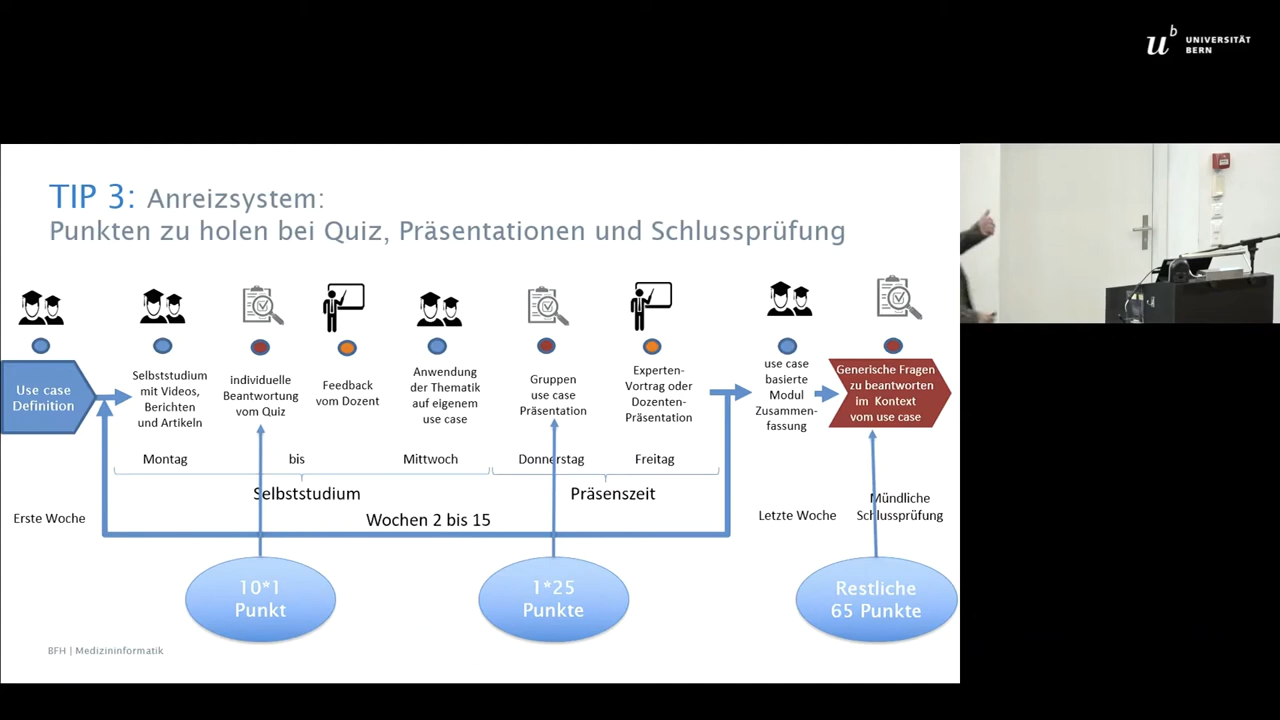 u^b UNIVERSITÄT
BERN
TIP 3: Anreizsystem:
Punkten zu holen bei Quiz, Präsentationen und Schlussprüfung
Use case
Definition
Selbststudium
mit Videos,
Berichten
und Artikeln
individuelle
Beantwortung
vom Quiz
Feedback
vom Dozent
Anwendung
der Thematik
auf eigenem
use case
Gruppen
use case
Präsentation
Experten-
Vortrag oder
Dozenten-
Präsentation
use case
basierte
Modul
Zusammen-
fassung
Generische Fragen
zu beantworten
im Kontext
vom use case
Montag
bis
Mittwoch
Donnerstag
Freitag
Selbststudium
Präsenszeit
Erste Woche
Wochen 2 bis 15
Letzte Woche
Mündliche
Schlussprüfung
10*1
Punkt
1*25
Punkte
Restliche
65 Punkte
BFH | Medizininformatik